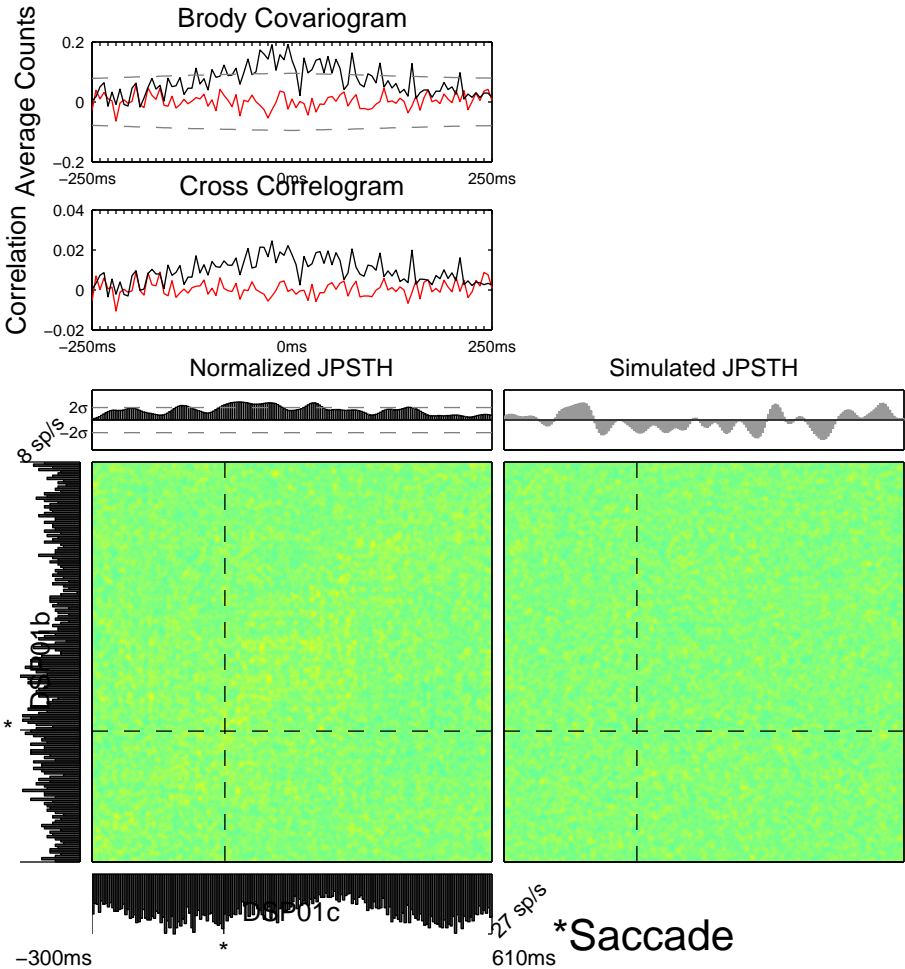 Brody Covariogram
Average Counts
0.2
0
−0.2
−250ms
0ms
250ms
Cross Correlogram
Correlation
0.04
0.02
0
−0.02
−250ms
0ms
250ms
Normalized JPSTH
Simulated JPSTH
2σ
−2σ
8 sp/s
DSP01b
*
DSP01c
27 sp/s
*
*Saccade
−300ms
610ms